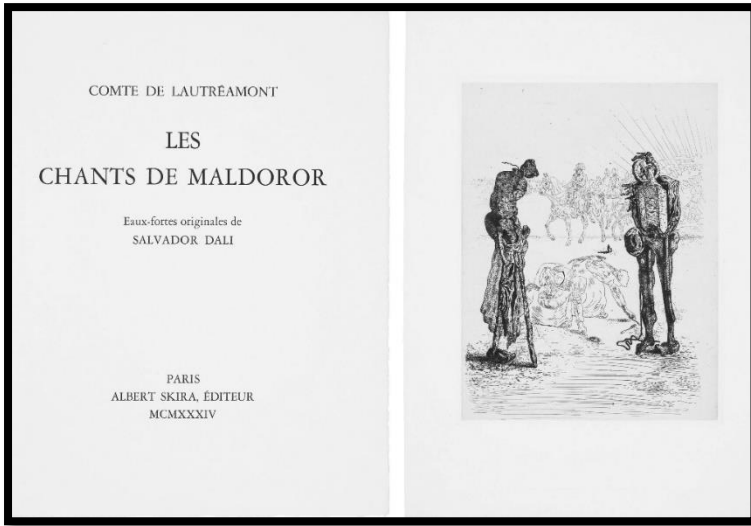 COMTE DE LAUTRÉAMONT
LES
CHANTS DE MALDOROR
Eaux-fortes originales de
SALVADOR DALI
PARIS
ALBERT SKIRA, ÉDITEUR
MCMXXXIV